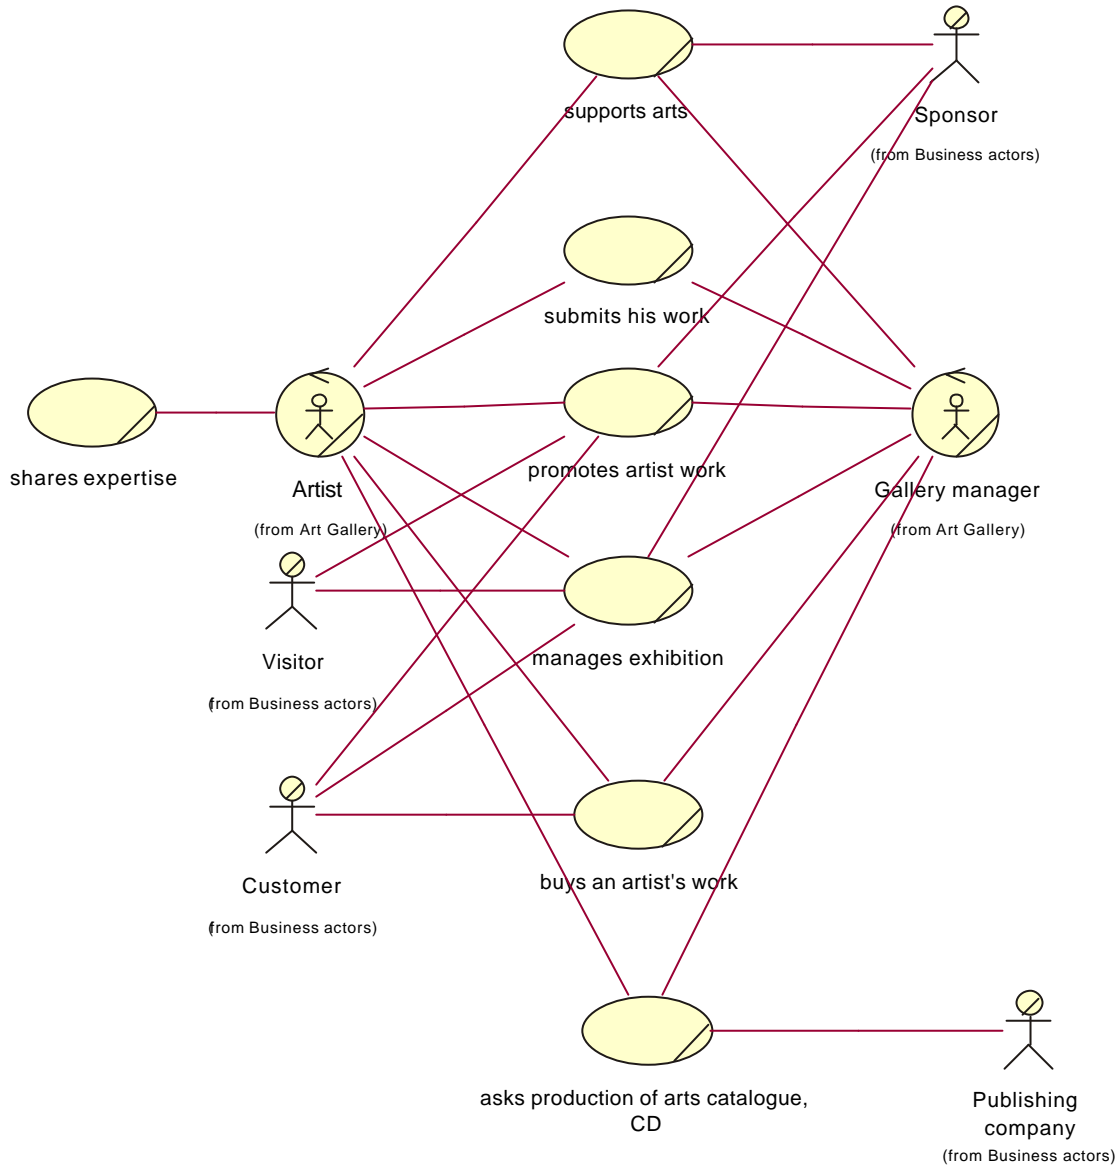 supports arts
Sponsor
(from Business actors)
submits his work
shares expertise
Artist
(from Art Gallery)
promotes artist work
Gallery manager
(from Art Gallery)
Visitor
(from Business actors)
manages exhibition
Customer
(from Business actors)
buys an artist's work
asks production of arts catalogue,
CD
Publishing
company
(from Business actors)